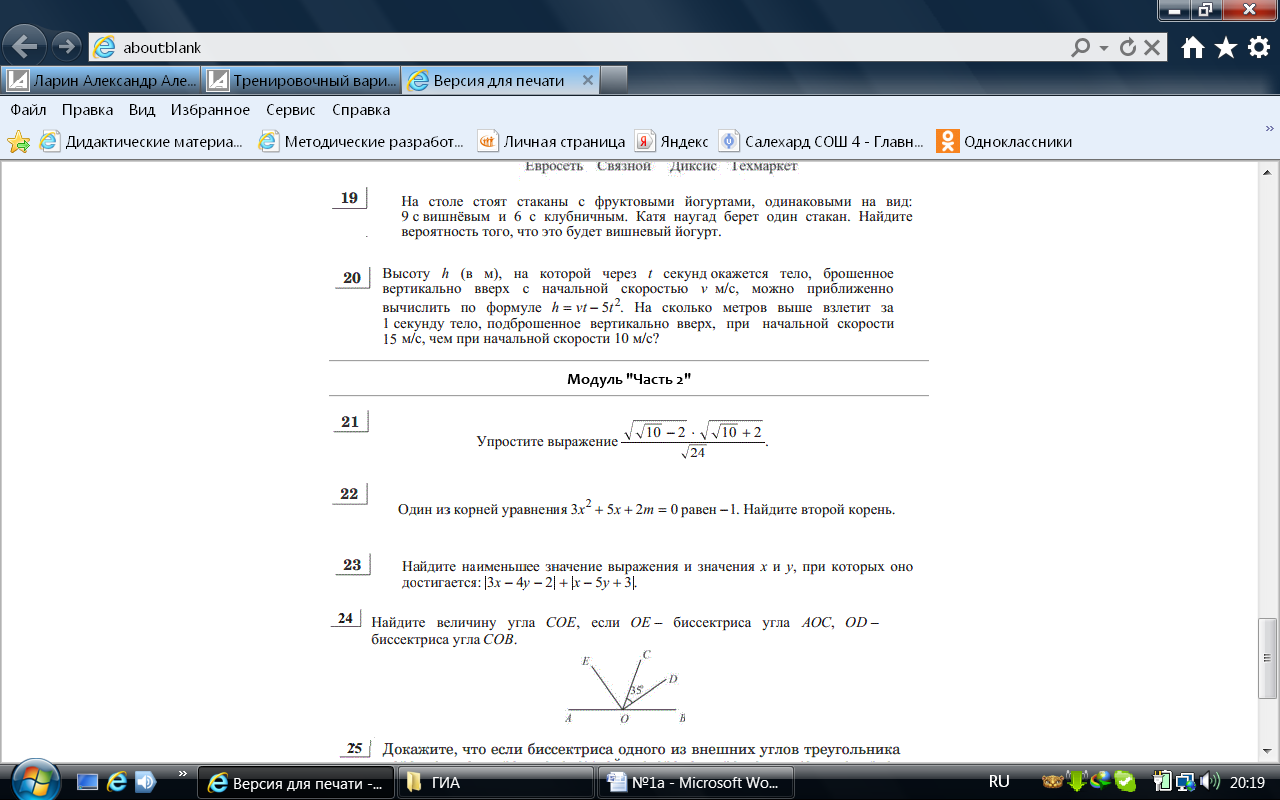 about:blank
Ларин Александр Але...
Тренировочный вари...
Версия для печати
Файл Правка Вид Избранное Сервис Справка
Дидактические материа... Методические разработ... Личная страница Яндекс Салехард СОШ 4 - Главн... Одноклассники
Евросеть Связной Диксис Техмаркет
19
На столе стоят стаканы с фруктовыми йогуртами, одинаковыми на вид:
9 с вишнёвым и 6 с клубничным. Катя наугад берет один стакан. Найдите
вероятность того, что это будет вишневый йогурт.
20
Высоту h (в м), на которой через t секунд окажется тело, брошенное
вертикально вверх с начальной скоростью v м/с, можно приближенно
вычислить по формуле h = vt − 5t². На сколько метров выше взлетит за
1 секунду тело, подброшенное вертикально вверх, при начальной скорости
15 м/с, чем при начальной скорости 10 м/с?
Модуль "Часть 2"
21
Упростите выражение (√(√10 − 2) · √(√10 + 2)) / √24.
22
Один из корней уравнения 3x² + 5x + 2m = 0 равен −1. Найдите второй корень.
23
Найдите наименьшее значение выражения и значения x и y, при которых оно
достигается: |3x − 4y − 2| + |x − 5y + 3|.
24
Найдите величину угла COE, если OE – биссектриса угла AOC, OD –
биссектриса угла COB.
E C D
35°
A O B
25
Докажите, что если биссектриса одного из внешних углов треугольника
Версия для печати -...
ГИА
№1а - Microsoft Wo...
RU
20:19